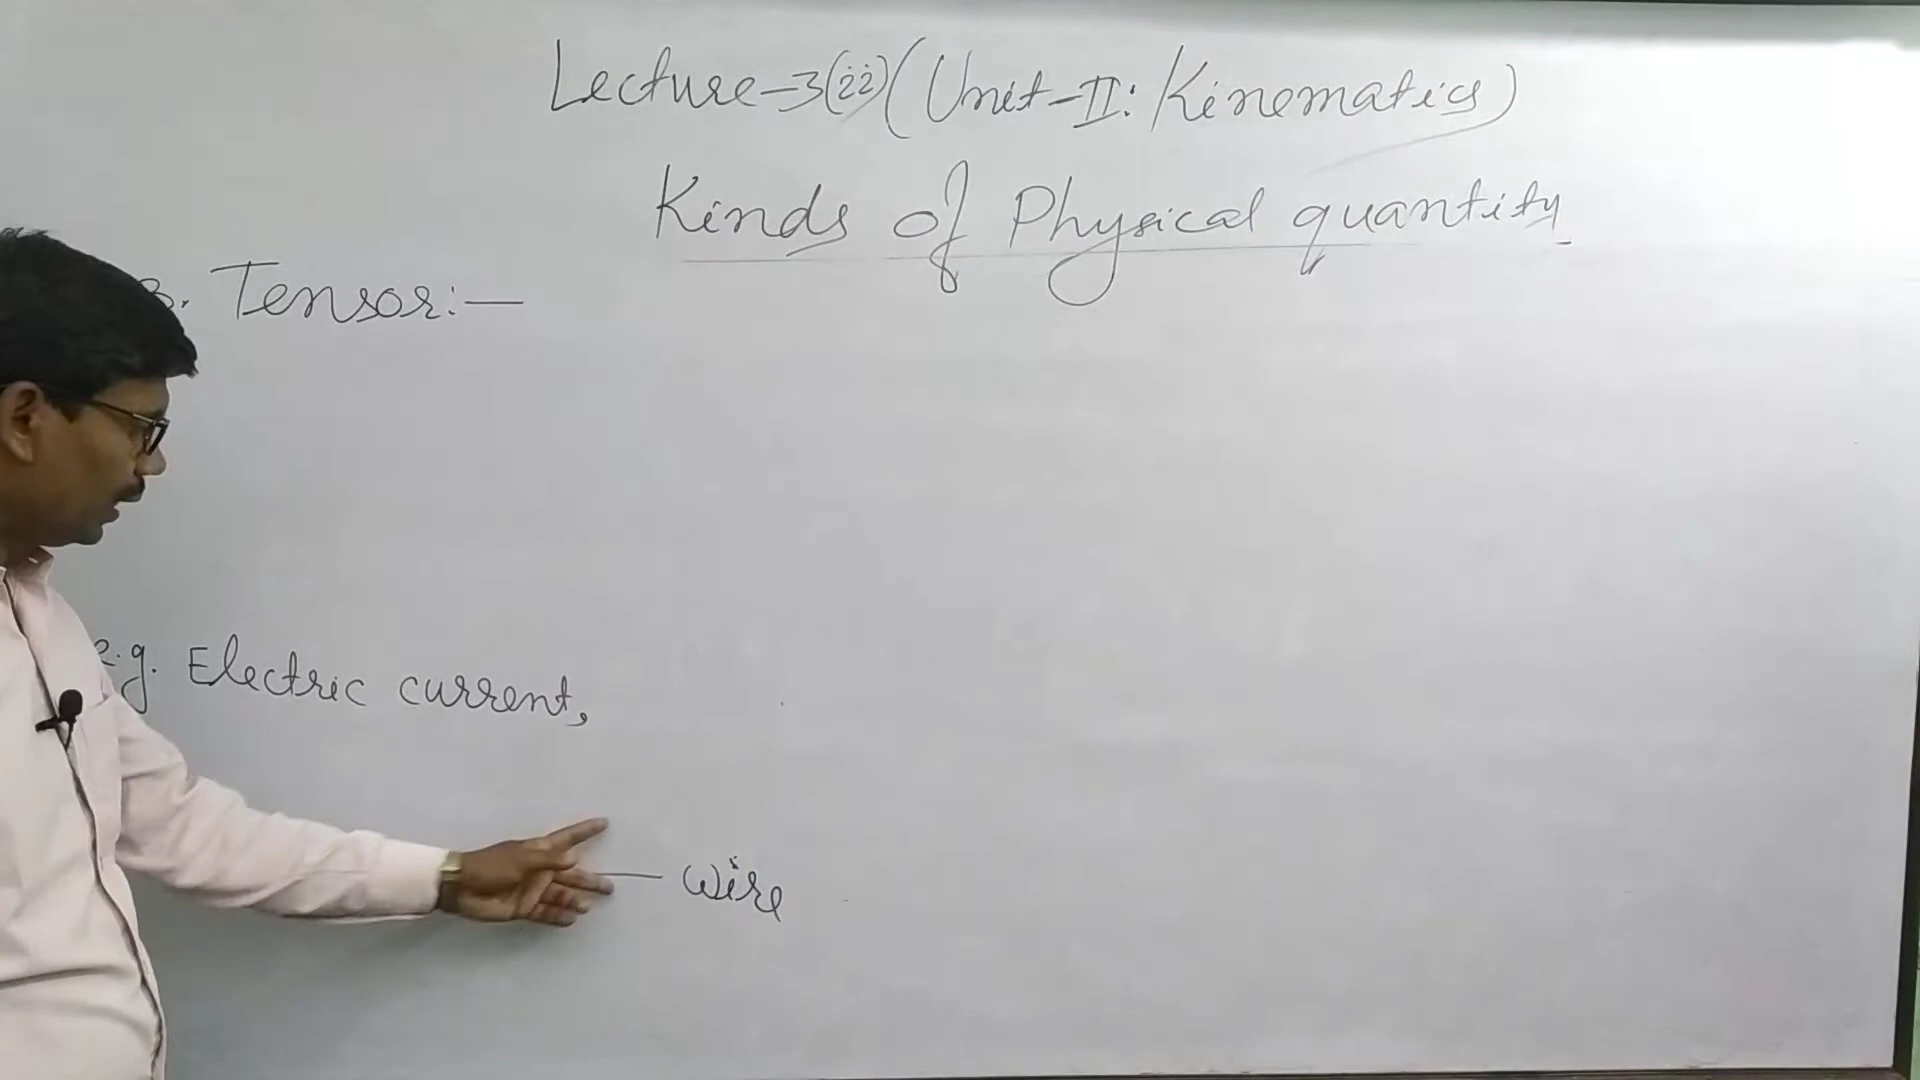 Lecture-3(ii)(Unit-II: Kinematics)
Kinds of Physical quantity
3. Tensor:—
e.g. Electric current,
wire